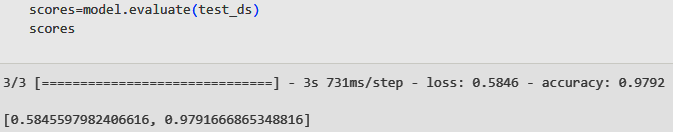 scores=model.evaluate(test_ds)
scores
3/3 [==============================] - 3s 731ms/step - loss: 0.5846 - accuracy: 0.9792
[0.5845597982406616, 0.9791666865348816]